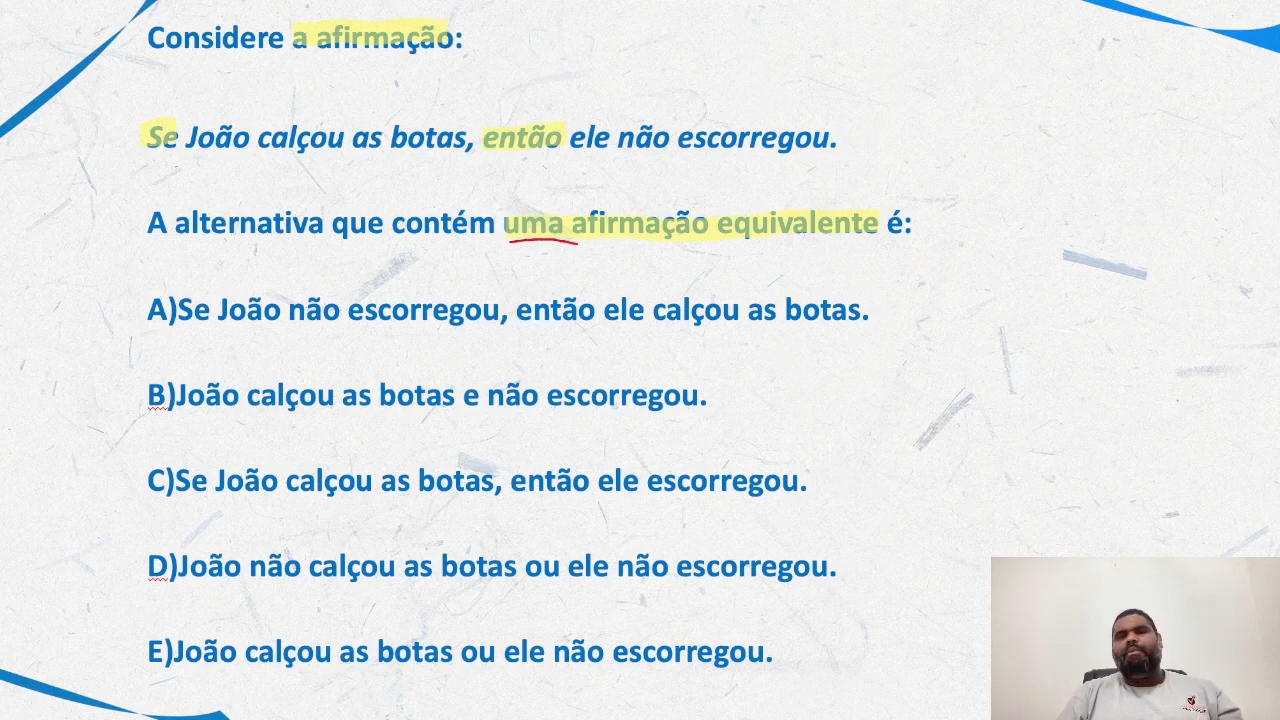 Considere a afirmação:
Se João calçou as botas, então ele não escorregou.
A alternativa que contém uma afirmação equivalente é:
A)Se João não escorregou, então ele calçou as botas.
B)João calçou as botas e não escorregou.
C)Se João calçou as botas, então ele escorregou.
D)João não calçou as botas ou ele não escorregou.
E)João calçou as botas ou ele não escorregou.